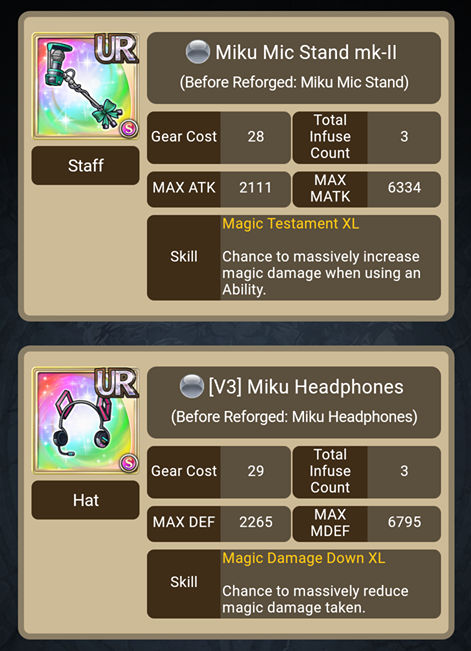 UR
S
Staff
Miku Mic Stand mk-II
(Before Reforged: Miku Mic Stand)
Gear Cost 28
Total Infuse Count 3
MAX ATK 2111
MAX MATK 6334
Skill
Magic Testament XL
Chance to massively increase
magic damage when using an
Ability.
UR
S
Hat
[V3] Miku Headphones
(Before Reforged: Miku Headphones)
Gear Cost 29
Total Infuse Count 3
MAX DEF 2265
MAX MDEF 6795
Skill
Magic Damage Down XL
Chance to massively reduce
magic damage taken.